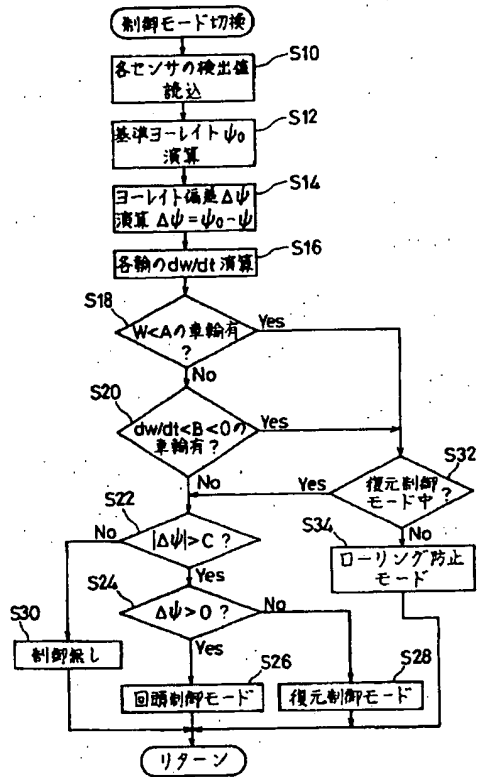 制御モード切換
S10
各センサの検出値
読込
S12
基準ヨーレイトψ₀
演算
S14
ヨーレイト偏差Δψ
演算 Δψ=ψ₀-ψ
S16
各輪のdw/dt演算
S18
W<Aの車輪有
?
Yes
No
S20
dw/dt<B<0の
車輪有?
Yes
No
S32
復元制御
モード中?
Yes
No
S22
|Δψ|>C?
No
Yes
S34
ローリング防止
モード
S24
Δψ>0?
No
Yes
S30
制御無し
S26
回頭制御モード
S28
復元制御モード
リターン